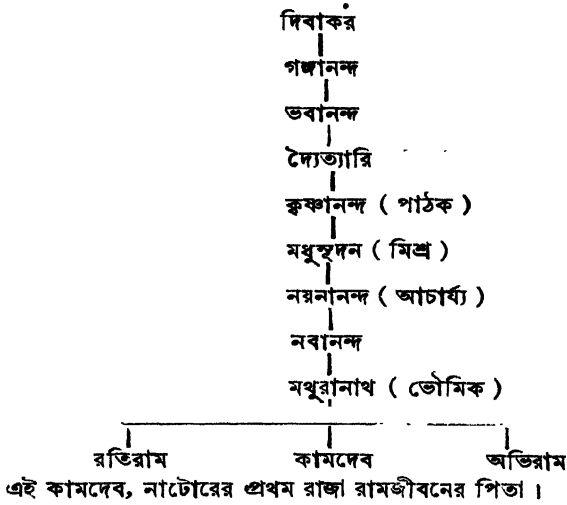 দিবাকর
গঙ্গানন্দ
ভবানন্দ
দ্যৈত্যারি
কৃষ্ণানন্দ ( পাঠক )
মধুসূদন ( মিশ্র )
নয়নানন্দ ( আচার্য্য )
নবানন্দ
মথুরানাথ ( ভৌমিক )
রতিরাম কামদেব অভিরাম
এই কামদেব, নাটোরের প্রথম রাজা রামজীবনের পিতা ।